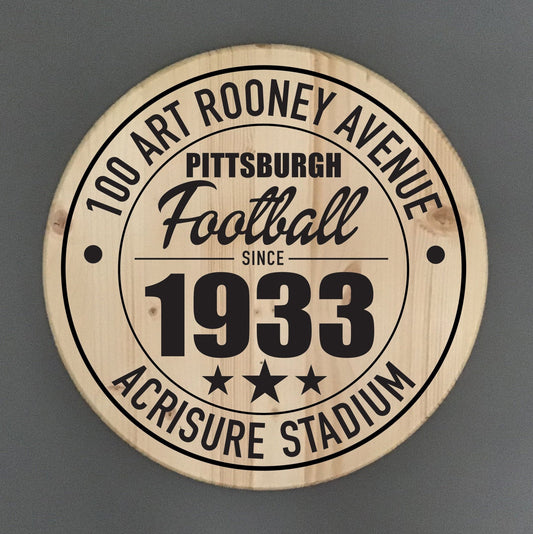 100 ART ROONEY AVENUE
PITTSBURGH
Football
SINCE
1933
ACRISURE STADIUM